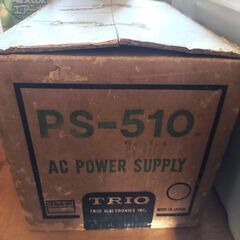 PS-510
AC POWER SUPPLY
TRIO
TRIO ELECTRONICS INC.
MADE IN JAPAN